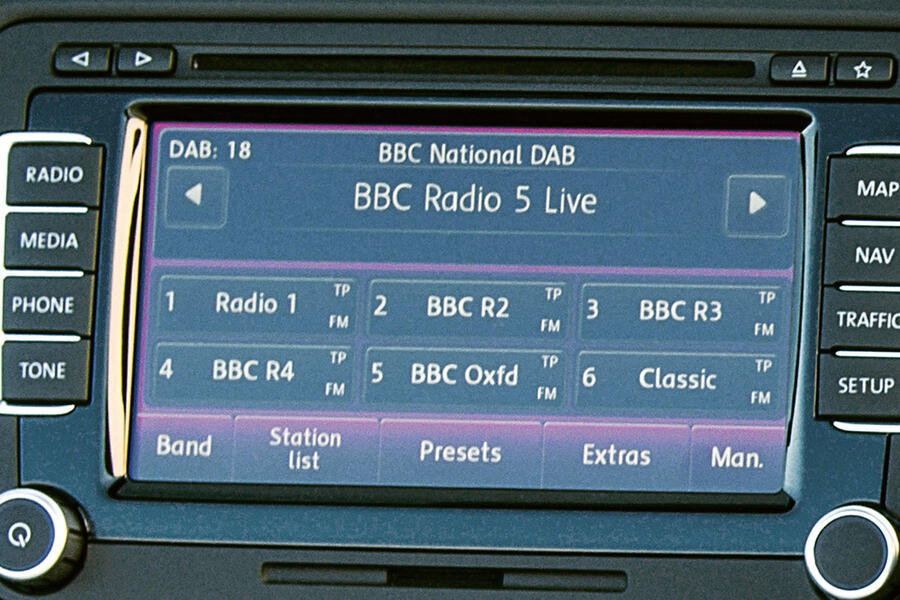 DAB: 18
BBC National DAB
BBC Radio 5 Live
1 Radio 1 TP FM
2 BBC R2 TP FM
3 BBC R3 TP FM
4 BBC R4 TP FM
5 BBC Oxfd TP FM
6 Classic TP FM
Band
Station
list
Presets
Extras
Man.
RADIO
MEDIA
PHONE
TONE
MAP
NAV
TRAFFIC
SETUP